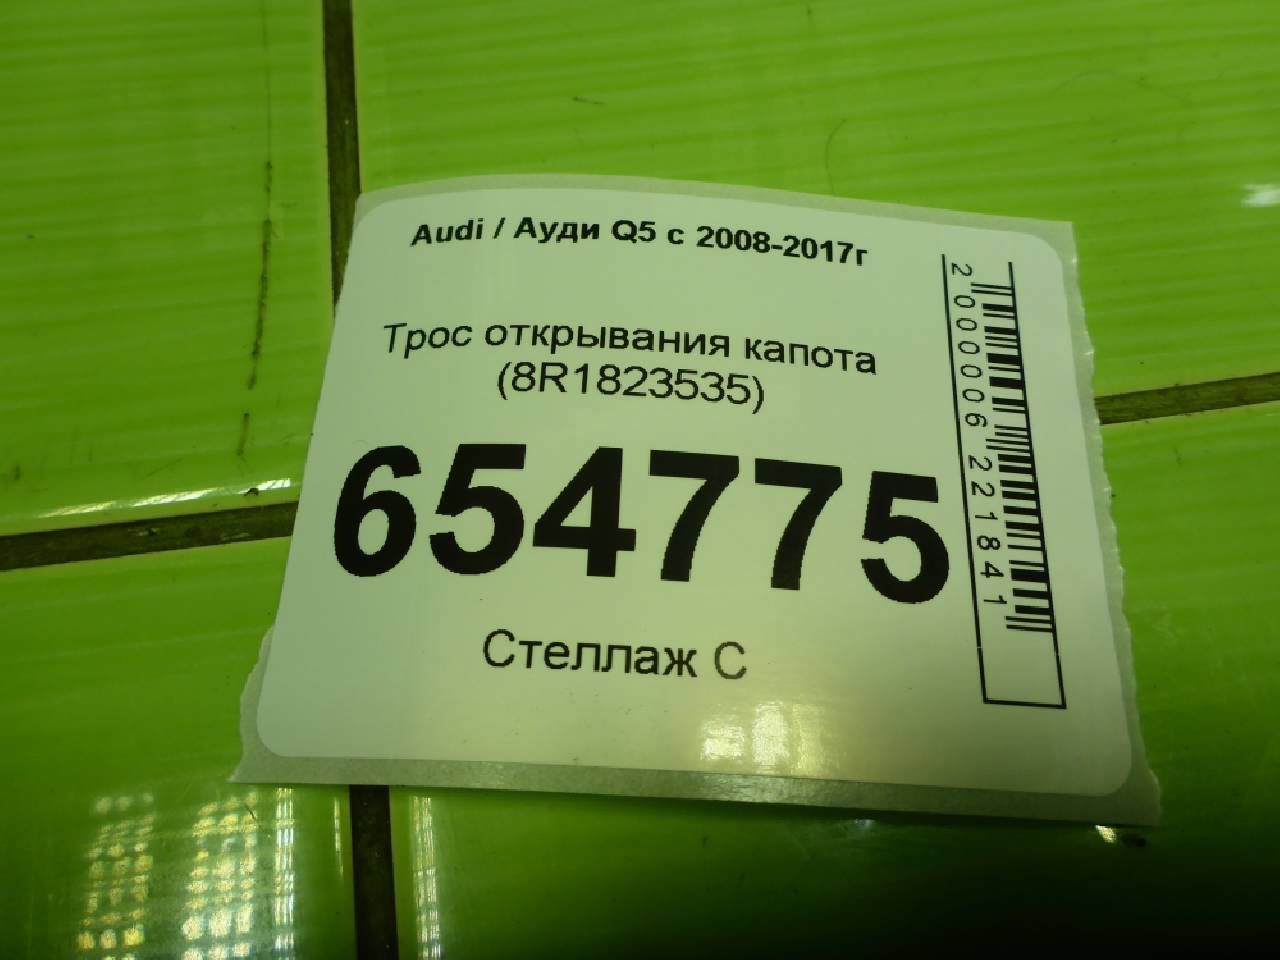 Audi / Ауди Q5 с 2008-2017г
Трос открывания капота
(8R1823535)
654775
Стеллаж С
2000006221841